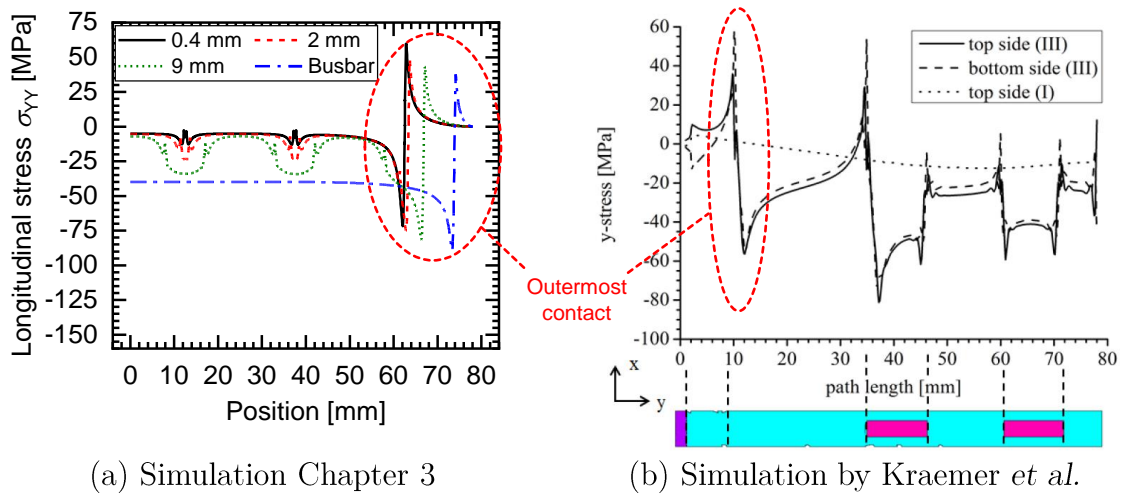 75
50
25
0
-25
-50
-75
-100
-125
-150
Longitudinal stress σYY [MPa]
0.4 mm
2 mm
9 mm
Busbar
0 10 20 30 40 50 60 70 80
Position [mm]
Outermost
contact
60
40
20
0
-20
-40
-60
-80
-100
y-stress [MPa]
top side (III)
bottom side (III)
top side (I)
0 10 20 30 40 50 60 70 80
path length [mm]
x
y
(a) Simulation Chapter 3
(b) Simulation by Kraemer et al.